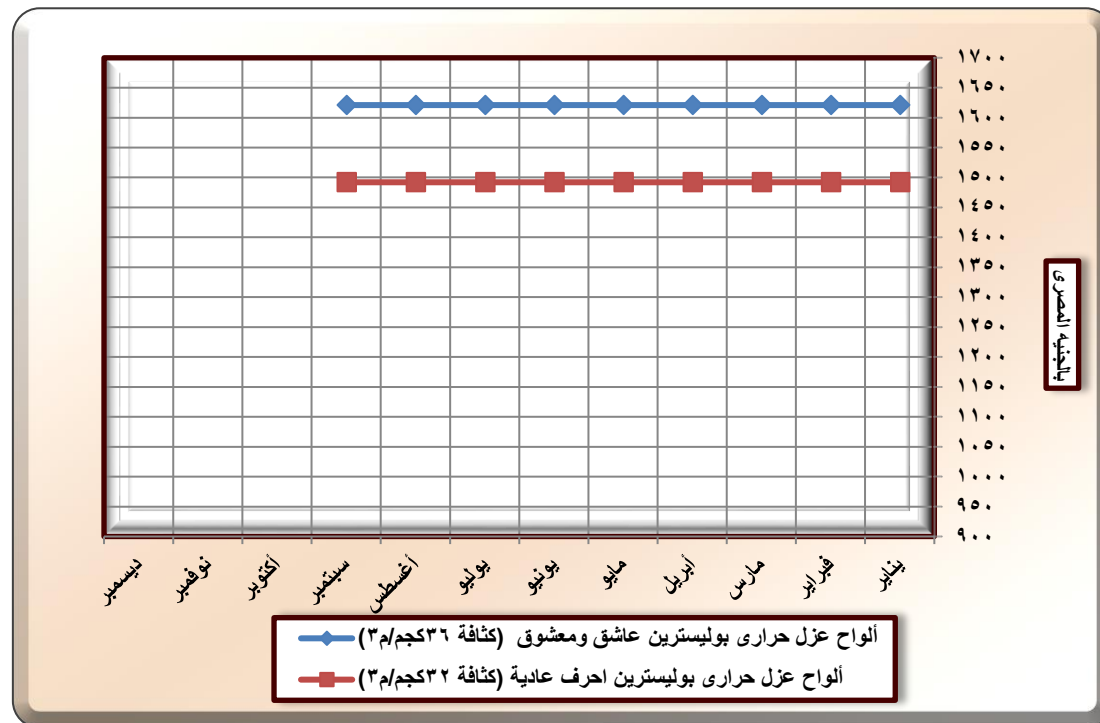 ١٧٠٠
١٦٥٠
١٦٠٠
١٥٥٠
١٥٠٠
١٤٥٠
١٤٠٠
١٣٥٠
١٣٠٠
١٢٥٠
١٢٠٠
١١٥٠
١١٠٠
١٠٥٠
١٠٠٠
٩٥٠
٩٠٠
بالجنيه المصرى
يناير
فبراير
مارس
أبريل
مايو
يونيو
يوليو
أغسطس
سبتمبر
أكتوبر
نوفمبر
ديسمبر
ألواح عزل حرارى بوليسترين عاشق ومعشوق (كثافة ٣٦كجم/م٣)
ألواح عزل حرارى بوليسترين احرف عادية (كثافة ٣٢كجم/م٣)